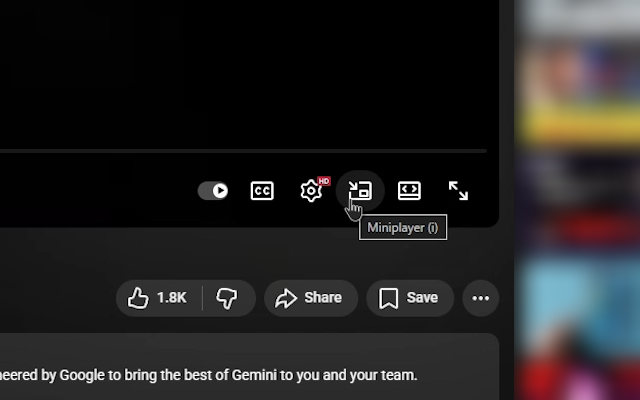 CC
HD
Miniplayer (i)
1.8K
Share
Save
neered by Google to bring the best of Gemini to you and your team.